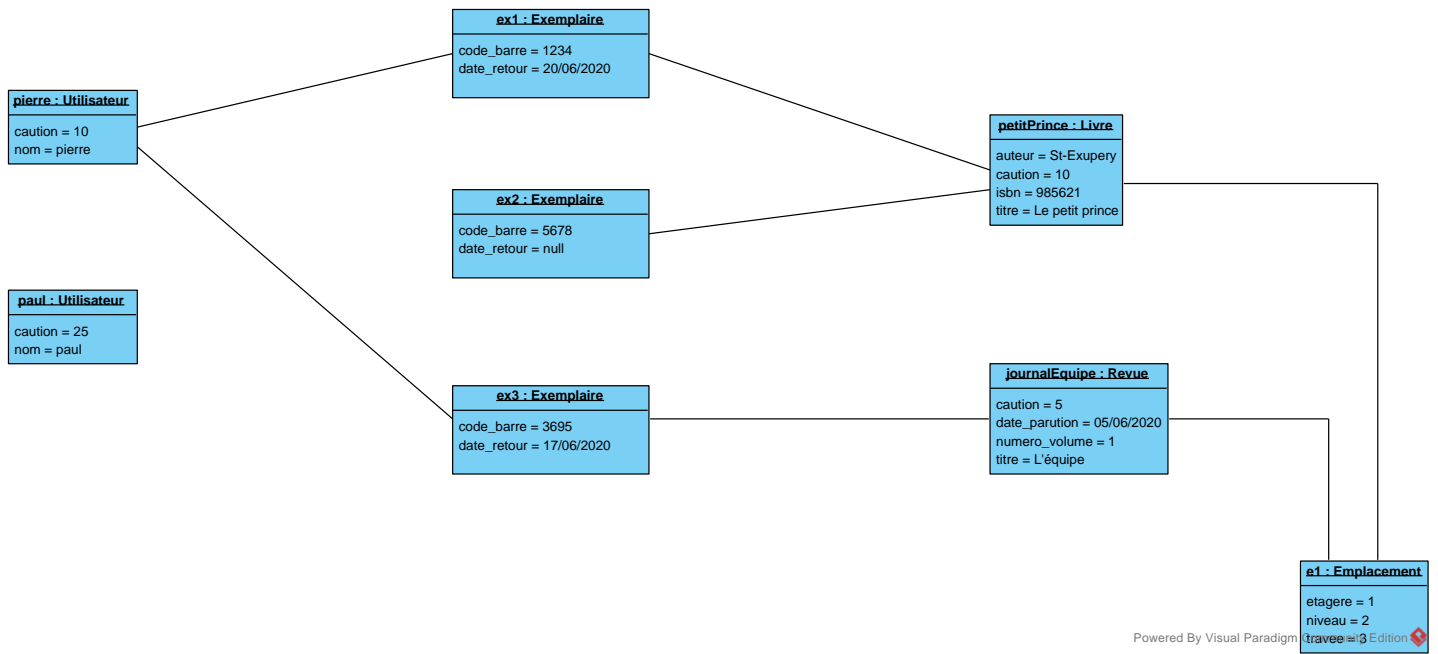 ex1 : Exemplaire
code_barre = 1234
date_retour = 20/06/2020
pierre : Utilisateur
caution = 10
nom = pierre
petitPrince : Livre
auteur = St-Exupery
caution = 10
isbn = 985621
titre = Le petit prince
ex2 : Exemplaire
code_barre = 5678
date_retour = null
paul : Utilisateur
caution = 25
nom = paul
ex3 : Exemplaire
code_barre = 3695
date_retour = 17/06/2020
journalEquipe : Revue
caution = 5
date_parution = 05/06/2020
numero_volume = 1
titre = L'équipe
e1 : Emplacement
etagere = 1
niveau = 2
travee = 3
Powered By Visual Paradigm Community Edition